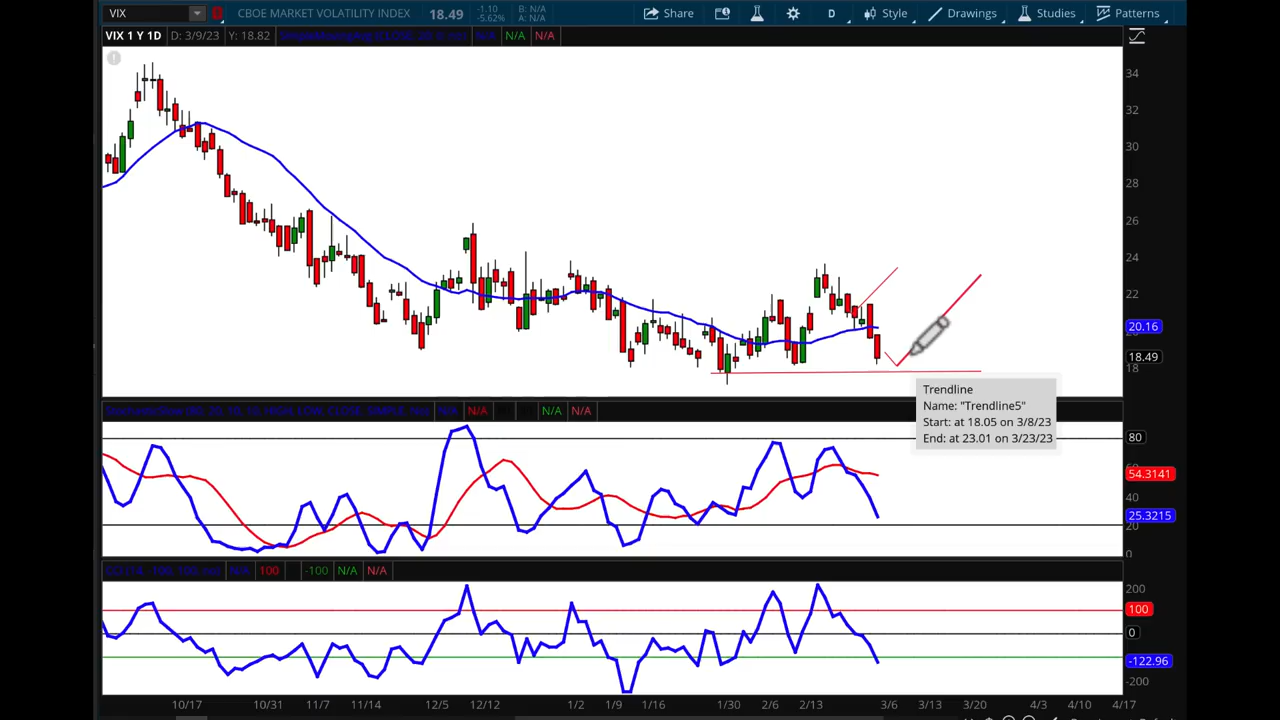 VIX CBOE MARKET VOLATILITY INDEX 18.49 -1.10 -5.62% B: N/A A: N/A Share D Style Drawings Studies Patterns
VIX 1 Y 1D D: 3/9/23 Y: 18.82 N/A N/A N/A
34
32
30
28
26
24
22
20.16
18.49
18
Trendline
Name: "Trendline5"
Start: at 18.05 on 3/8/23
End: at 23.01 on 3/23/23
N/A N/A N/A N/A
80
54.3141
40
25.3215
20
0
N/A 100 -100 N/A N/A
200
100
0
-122.96
-200
10/17 10/31 11/7 11/14 12/5 12/12 1/2 1/9 1/16 1/30 2/6 2/13 3/6 3/13 3/20 4/3 4/10 4/17